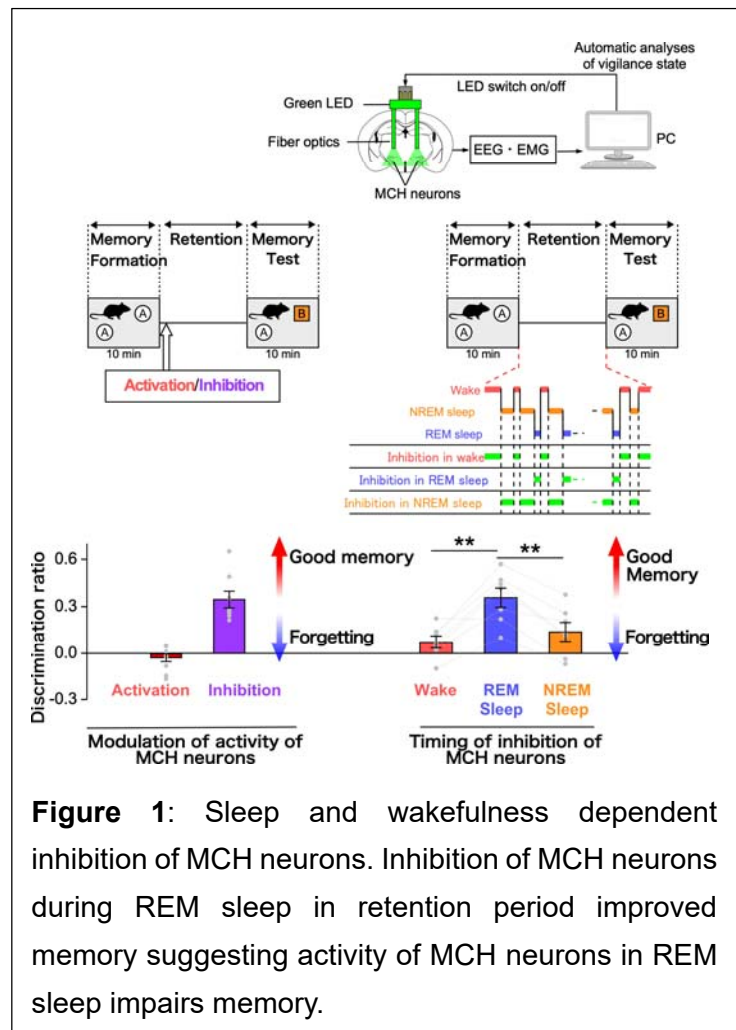 Automatic analyses
of vigilance state
LED switch on/off
Green LED
Fiber optics
EEG・EMG
PC
MCH neurons
Memory
Formation
Retention
Memory
Test
Memory
Formation
Retention
Memory
Test
A
A
B
A
A
A
B
A
10 min
10 min
10 min
10 min
Activation/Inhibition
Wake
NREM sleep
REM sleep
Inhibition in wake
Inhibition in REM sleep
Inhibition in NREM sleep
Discrimination ratio
0.6
0.3
0.0
-0.3
Good memory
Forgetting
Activation
Inhibition
Modulation of activity of
MCH neurons
**
**
Good
Memory
Forgetting
Wake
REM
Sleep
NREM
Sleep
Timing of inhibition of
MCH neurons
Figure 1: Sleep and wakefulness dependent
inhibition of MCH neurons. Inhibition of MCH neurons
during REM sleep in retention period improved
memory suggesting activity of MCH neurons in REM
sleep impairs memory.